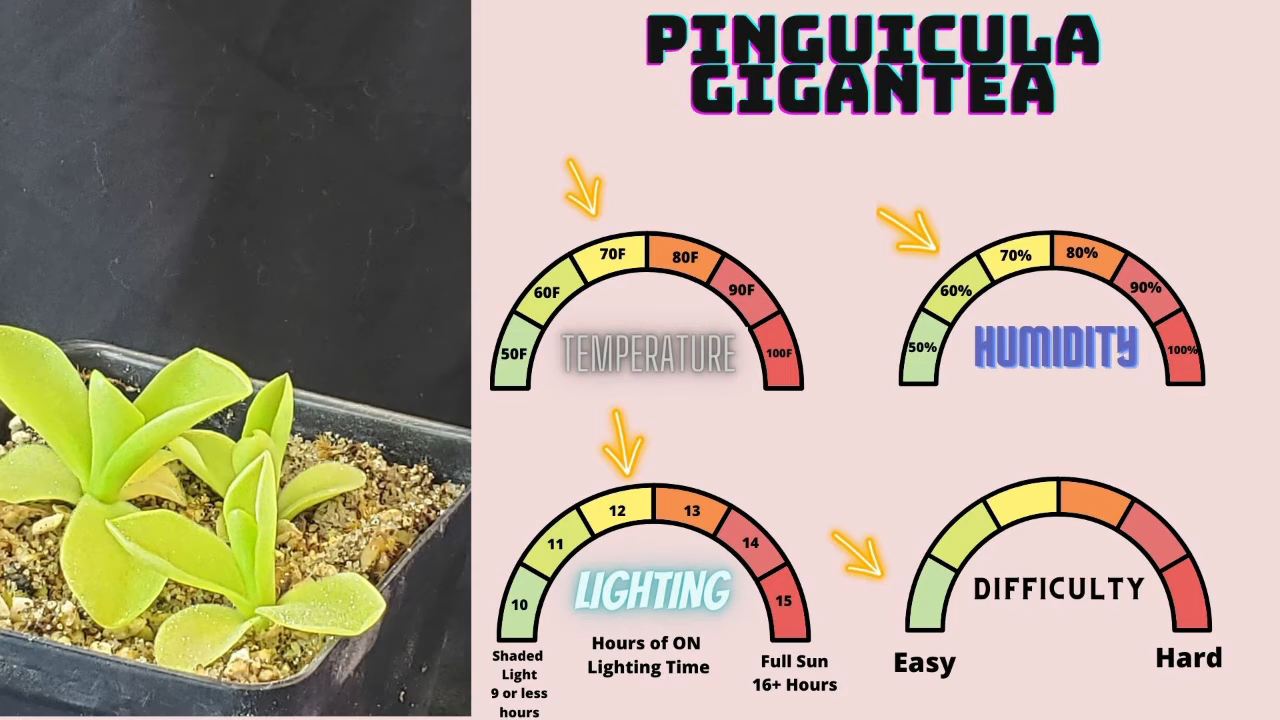 PINGUICULA
GIGANTEA
50F
60F
70F
80F
90F
100F
TEMPERATURE
50%
60%
70%
80%
90%
100%
HUMIDITY
10
11
12
13
14
15
LIGHTING
Hours of ON
Lighting Time
Shaded
Light
9 or less
hours
Full Sun
16+ Hours
DIFFICULTY
Easy
Hard